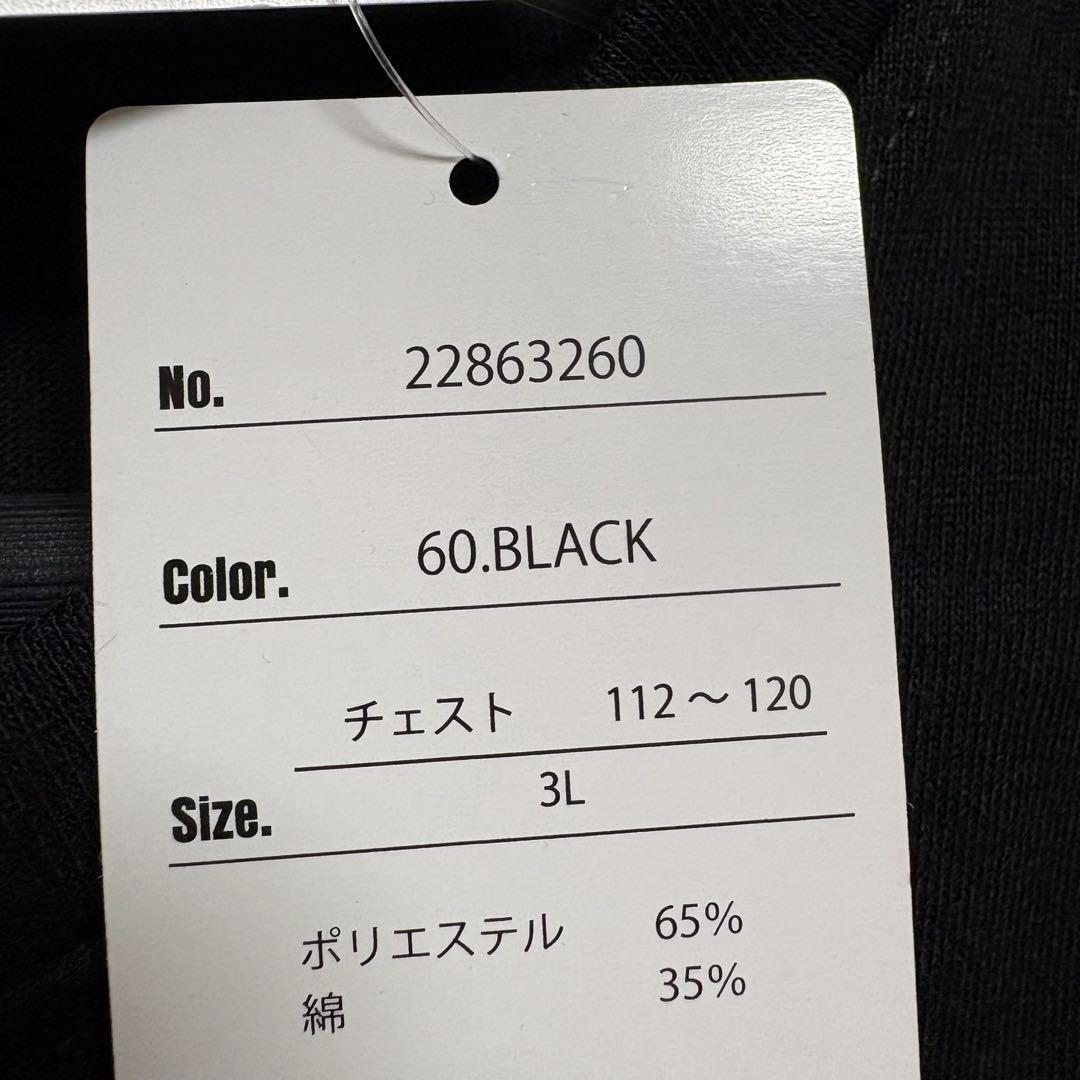 No. 22863260
Color. 60.BLACK
チェスト 112～120
Size. 3L
ポリエステル 65%
綿 35%